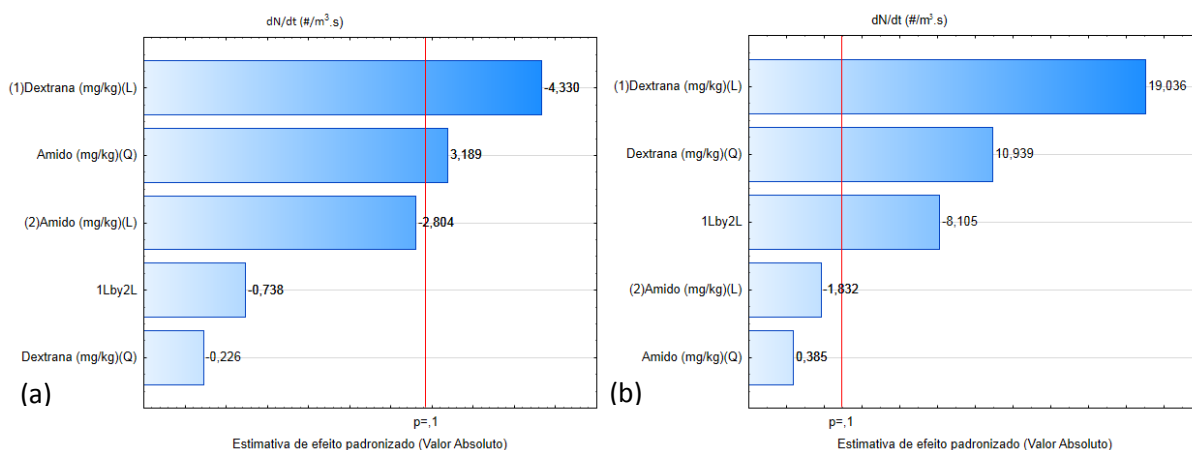 dN/dt (#/m³.s)
(1)Dextrana (mg/kg)(L)
-4,330
Amido (mg/kg)(Q)
3,189
(2)Amido (mg/kg)(L)
-2,804
1Lby2L
-0,738
Dextrana (mg/kg)(Q)
-0,226
p=,1
Estimativa de efeito padronizado (Valor Absoluto)
(a)
dN/dt (#/m³.s)
(1)Dextrana (mg/kg)(L)
19,036
Dextrana (mg/kg)(Q)
10,939
1Lby2L
-8,105
(2)Amido (mg/kg)(L)
-1,832
Amido (mg/kg)(Q)
0,385
p=,1
Estimativa de efeito padronizado (Valor Absoluto)
(b)